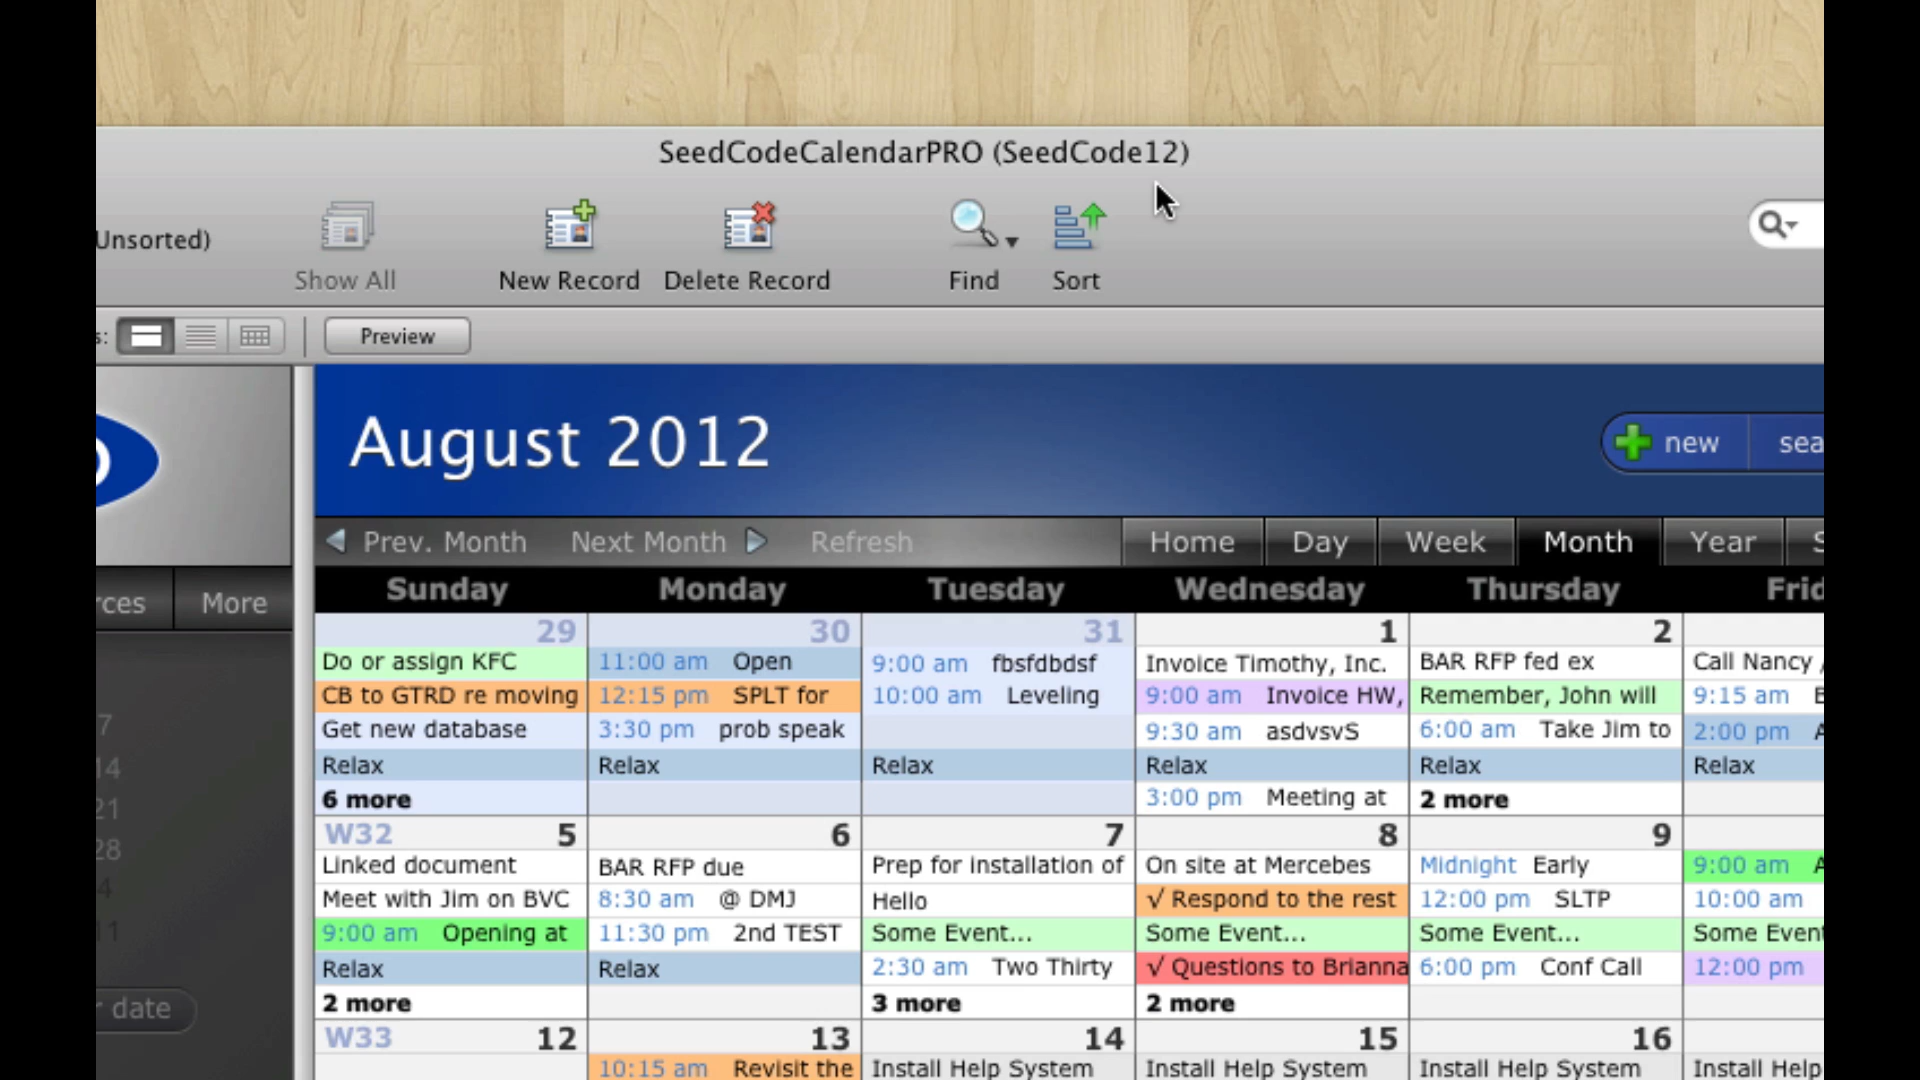 SeedCodeCalendarPRO (SeedCode12)
Unsorted)
Show All
New Record
Delete Record
Find
Sort
Preview
August 2012
new
Prev. Month
Next Month
Refresh
Home
Day
Week
Month
Year
More
Sunday
Monday
Tuesday
Wednesday
Thursday
29
30
31
1
2
Do or assign KFC
11:00 am Open
9:00 am fbsfdbdsf
Invoice Timothy, Inc.
BAR RFP fed ex
Call Nancy
CB to GTRD re moving
12:15 pm SPLT for
10:00 am Leveling
9:00 am Invoice HW,
Remember, John will
9:15 am
Get new database
3:30 pm prob speak
9:30 am asdvsvS
6:00 am Take Jim to
2:00 pm
Relax
Relax
Relax
Relax
Relax
Relax
6 more
3:00 pm Meeting at
2 more
W32 5
6
7
8
9
Linked document
BAR RFP due
Prep for installation of
On site at Mercebes
Midnight Early
9:00 am
Meet with Jim on BVC
8:30 am @ DMJ
Hello
√ Respond to the rest
12:00 pm SLTP
10:00 am
9:00 am Opening at
11:30 pm 2nd TEST
Some Event...
Some Event...
Some Event...
Some Event
Relax
Relax
2:30 am Two Thirty
√ Questions to Brianna
6:00 pm Conf Call
12:00 pm
2 more
3 more
2 more
W33 12
13
14
15
16
10:15 am Revisit the
Install Help System
Install Help System
Install Help System
Install Help
7
14
21
28
4
11
date